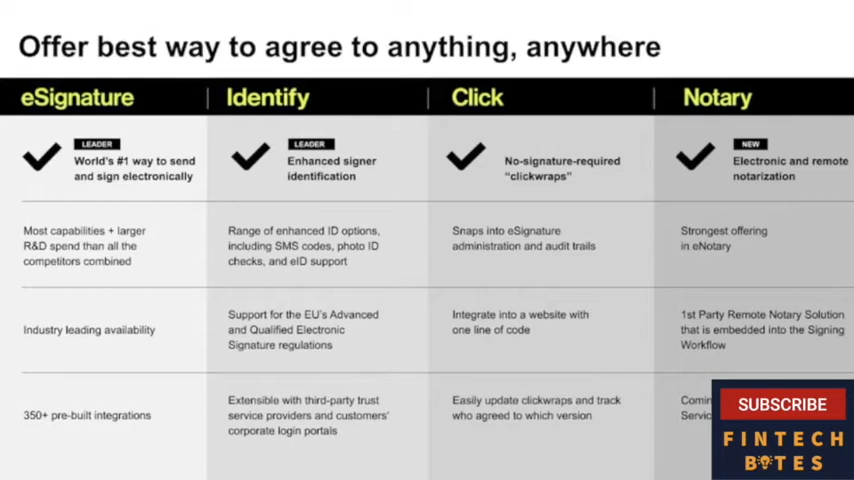 Offer best way to agree to anything, anywhere
eSignature
Identify
Click
Notary
LEADER
World's #1 way to send
and sign electronically
LEADER
Enhanced signer
identification
No-signature-required
“clickwraps”
NEW
Electronic and remote
notarization
Most capabilities + larger
R&D spend than all the
competitors combined
Range of enhanced ID options,
including SMS codes, photo ID
checks, and eID support
Snaps into eSignature
administration and audit trails
Strongest offering
in eNotary
Industry leading availability
Support for the EU's Advanced
and Qualified Electronic
Signature regulations
Integrate into a website with
one line of code
1st Party Remote Notary Solution
that is embedded into the Signing
Workflow
350+ pre-built integrations
Extensible with third-party trust
service providers and customers'
corporate login portals
Easily update clickwraps and track
who agreed to which version
SUBSCRIBE
FINTECH
BITES